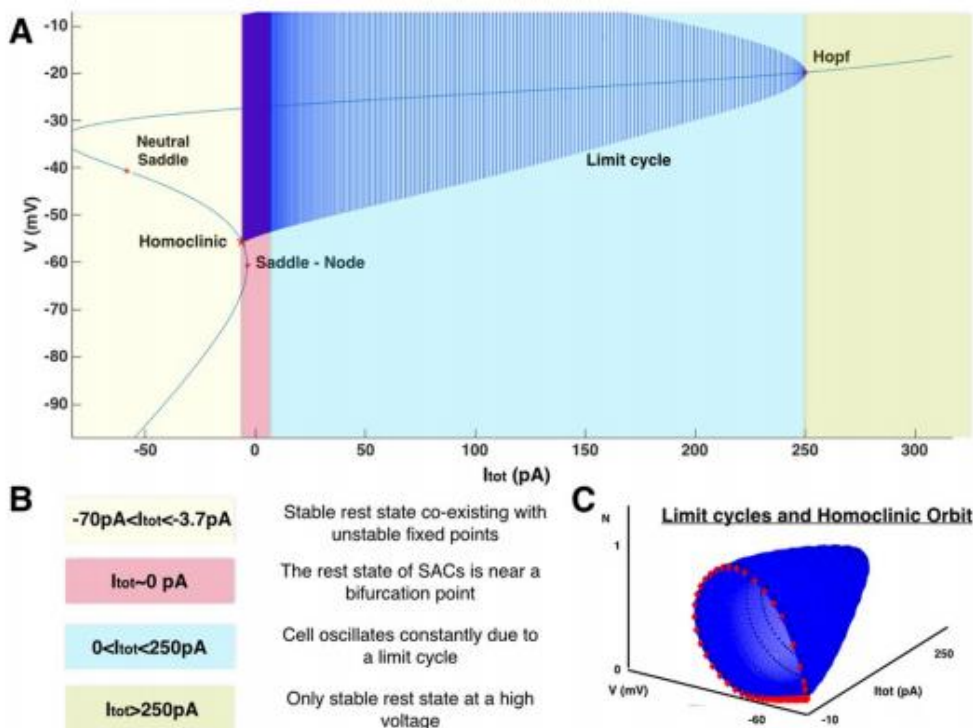 A
-10
-20
-30
-40
-50
-60
-70
-80
-90
V (mV)
Hopf
Neutral
Saddle
Limit cycle
Homoclinic
Saddle - Node
-50
0
50
100
150
200
250
300
Itot (pA)
B
-70pA<Itot<-3.7pA
Stable rest state co-existing with
unstable fixed points
Itot~0 pA
The rest state of SACs is near a
bifurcation point
0<Itot<250pA
Cell oscillates constantly due to
a limit cycle
Itot>250pA
Only stable rest state at a high
voltage
C
Limit cycles and Homoclinic Orbit
N
1
0
V (mV)
-60
-10
Itot (pA)
250